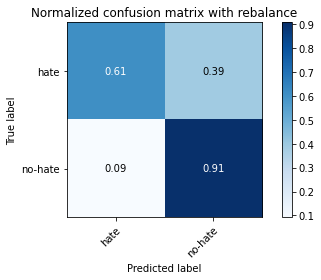 Normalized confusion matrix with rebalance
True label
hate
0.61
0.39
no-hate
0.09
0.91
hate
no-hate
Predicted label
0.9
0.8
0.7
0.6
0.5
0.4
0.3
0.2
0.1